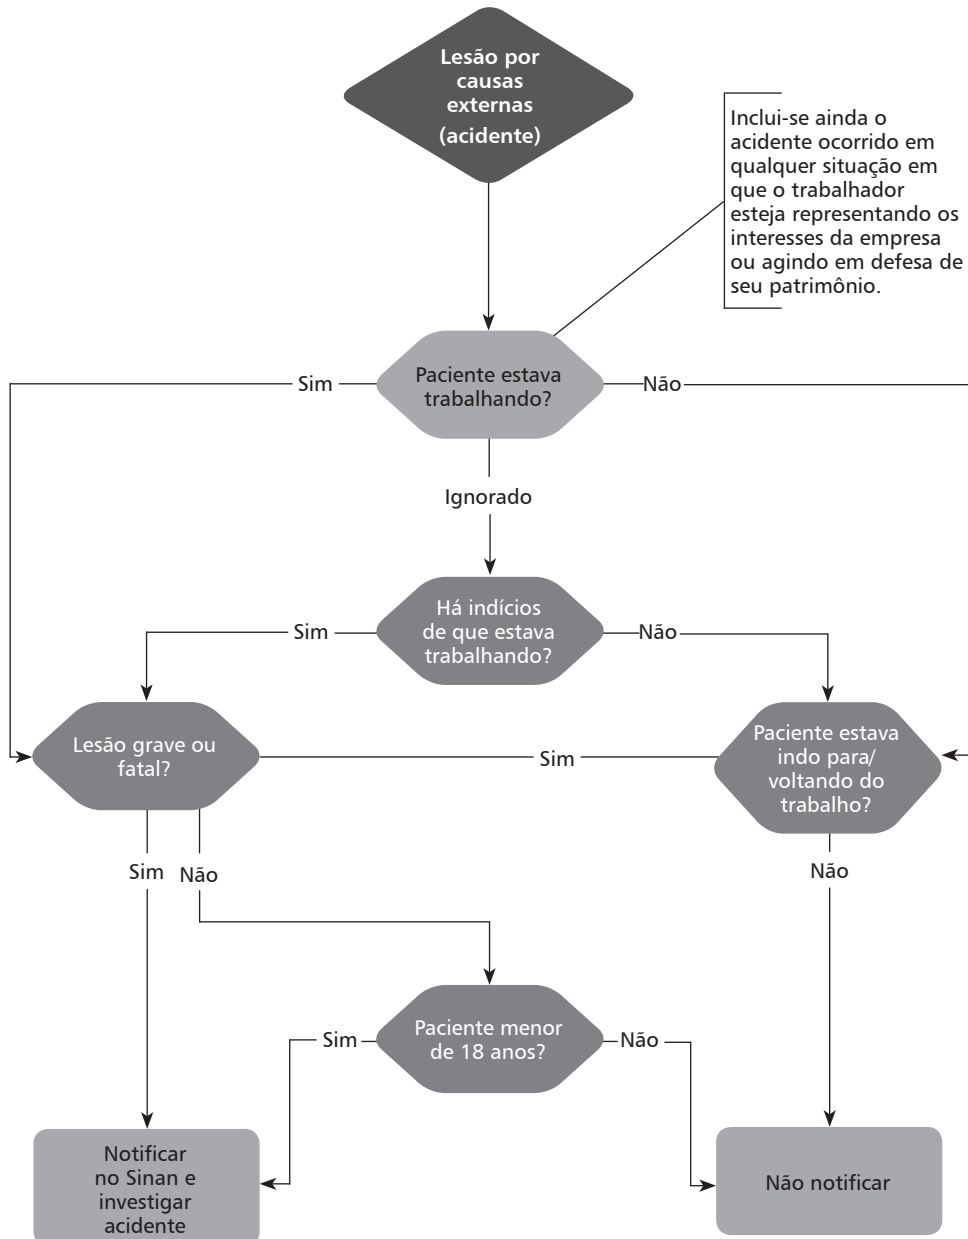 Lesão por
causas
externas
(acidente)
Inclui-se ainda o
acidente ocorrido em
qualquer situação em
que o trabalhador
esteja representando os
interesses da empresa
ou agindo em defesa de
seu patrimônio.
Sim
Paciente estava
trabalhando?
Não
Ignorado
Sim
Há indícios
de que estava
trabalhando?
Não
Lesão grave ou
fatal?
Sim
Paciente estava
indo para/
voltando do
trabalho?
Sim
Não
Não
Sim
Paciente menor
de 18 anos?
Não
Notificar
no Sinan e
investigar
acidente
Não notificar